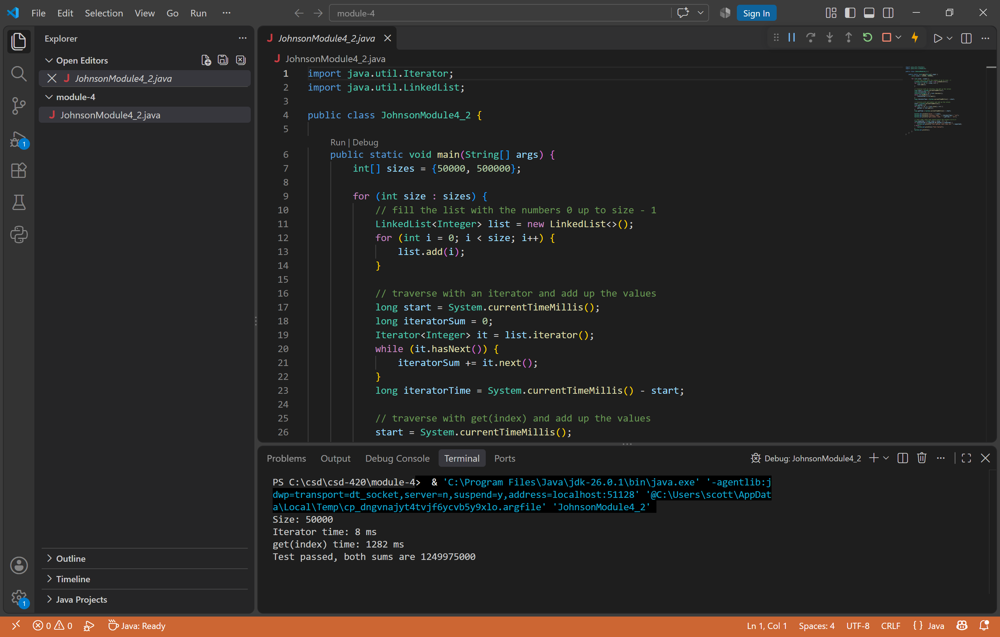 File Edit Selection View Go Run ··· module-4 Sign In
Explorer ···
Open Editors
JohnsonModule4_2.java
module-4
JohnsonModule4_2.java
1
Outline
Timeline
Java Projects
1
JohnsonModule4_2.java
JohnsonModule4_2.java
1 import java.util.Iterator;
2 import java.util.LinkedList;
3
4 public class JohnsonModule4_2 {
5
Run | Debug
6 public static void main(String[] args) {
7 int[] sizes = {50000, 500000};
8
9 for (int size : sizes) {
10 // fill the list with the numbers 0 up to size - 1
11 LinkedList<Integer> list = new LinkedList<>();
12 for (int i = 0; i < size; i++) {
13 list.add(i);
14 }
15
16 // traverse with an iterator and add up the values
17 long start = System.currentTimeMillis();
18 long iteratorSum = 0;
19 Iterator<Integer> it = list.iterator();
20 while (it.hasNext()) {
21 iteratorSum += it.next();
22 }
23 long iteratorTime = System.currentTimeMillis() - start;
24
25 // traverse with get(index) and add up the values
26 start = System.currentTimeMillis();
Problems Output Debug Console Terminal Ports Debug: JohnsonModule4_2
PS C:\csd\csd-420\module-4> & 'C:\Program Files\Java\jdk-26.0.1\bin\java.exe' '-agentlib:j
dwp=transport=dt_socket,server=n,suspend=y,address=localhost:51128' '@C:\Users\scott\AppDat
a\Local\Temp\cp_dngvnajyt4tvjf6ycvb5y9xlo.argfile' 'JohnsonModule4_2'
Size: 50000
Iterator time: 8 ms
get(index) time: 1282 ms
Test passed, both sums are 1249975000
0 0 Java: Ready Ln 1, Col 1 Spaces: 4 UTF-8 CRLF {} Java